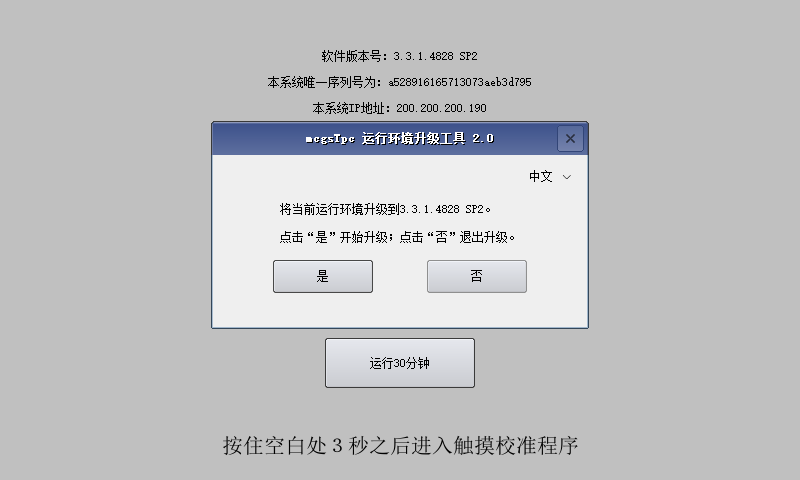 软件版本号：3.3.1.4828 SP2
本系统唯一序列号为：a528916165713073aeb3d795
本系统IP地址：200.200.200.190
mcgsTpc 运行环境升级工具 2.0
中文
将当前运行环境升级到3.3.1.4828 SP2。
点击“是”开始升级；点击“否”退出升级。
是 否
运行30分钟
按住空白处 3 秒之后进入触摸校准程序